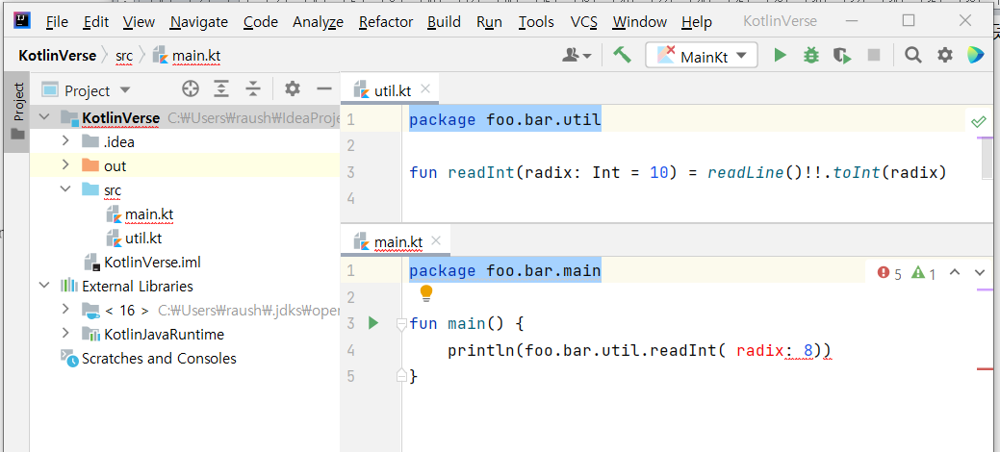 File Edit View Navigate Code Analyze Refactor Build Run Tools VCS Window Help KotlinVerse
KotlinVerse src main.kt MainKt
Project
Project
KotlinVerse C:₩Users₩raush₩IdeaProj
.idea
out
src
main.kt
util.kt
KotlinVerse.iml
External Libraries
< 16 > C:₩Users₩raush₩.jdks₩oper
KotlinJavaRuntime
Scratches and Consoles
util.kt
1 package foo.bar.util
2
3 fun readInt(radix: Int = 10) = readLine()!!.toInt(radix)
4
main.kt
1 package foo.bar.main
5 1
2
3 fun main() {
4 println(foo.bar.util.readInt( radix: 8))
5 }